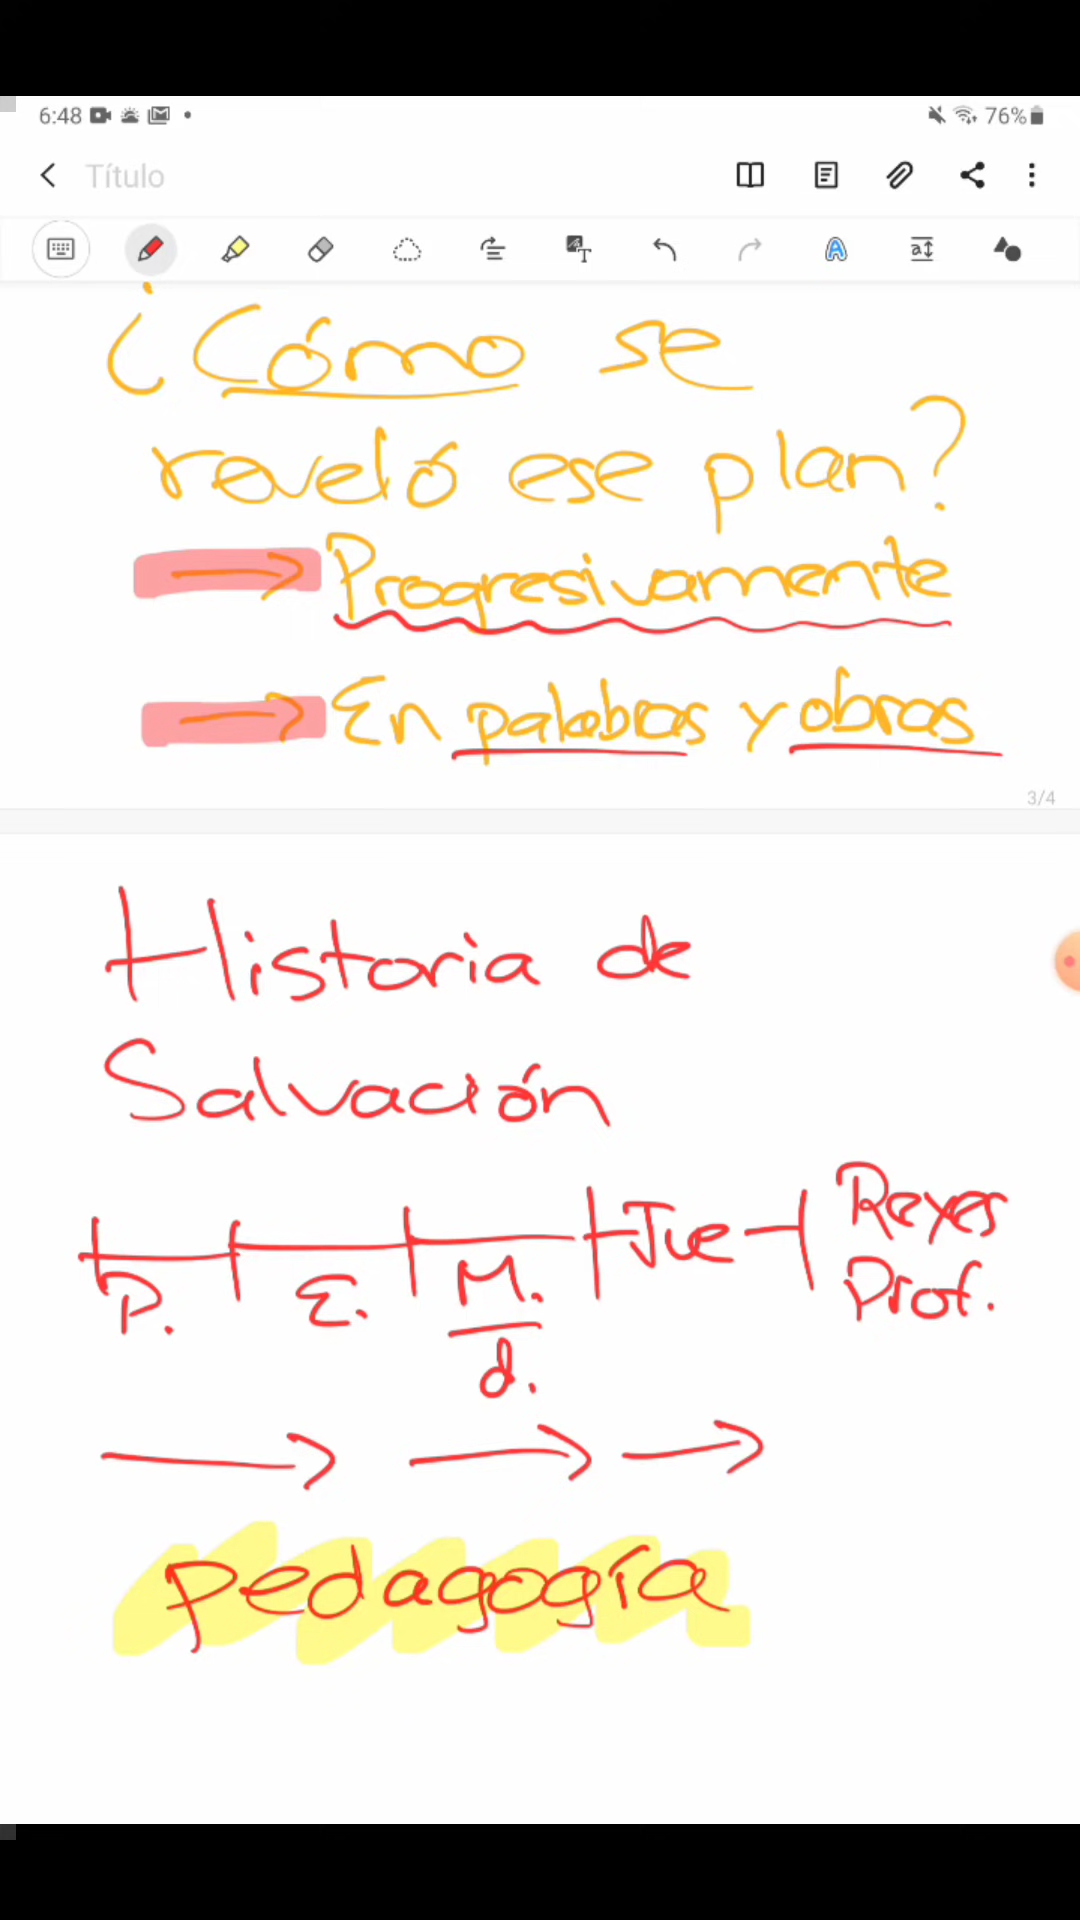 6:48
76%
Título
¿Cómo se
reveló ese plan?
Progresivamente
En palabras y obras
3/4
Historia de
Salvación
P. E. M. Jue Reyes
d. Prof.
pedagogía